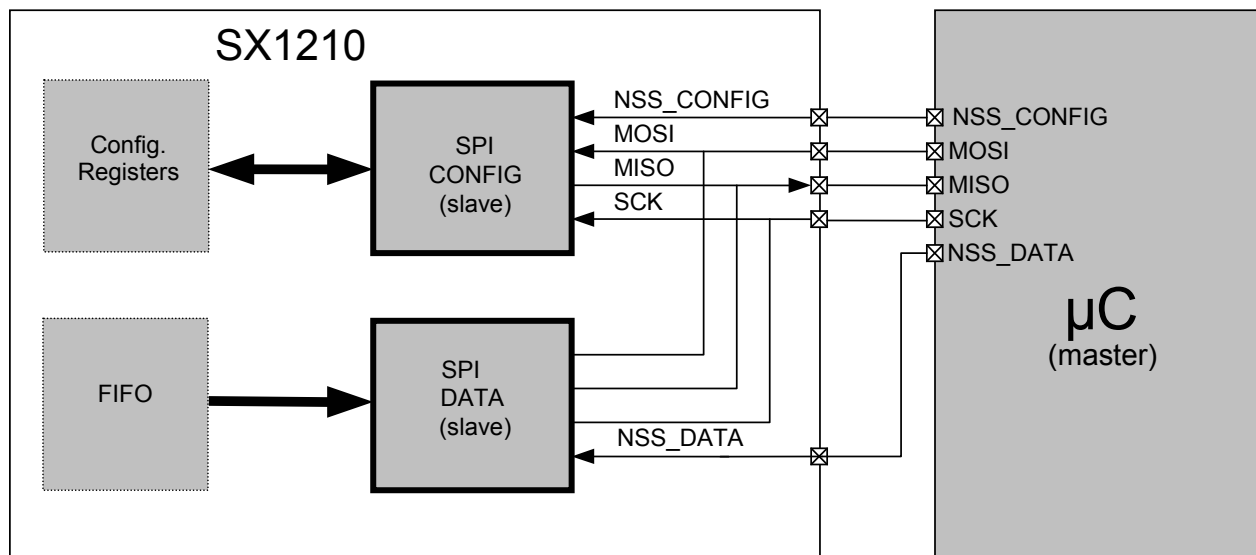 SX1210
Config.
Registers
SPI
CONFIG
(slave)
NSS_CONFIG
MOSI
MISO
SCK
NSS_CONFIG
MOSI
MISO
SCK
NSS_DATA
µC
(master)
FIFO
SPI
DATA
(slave)
NSS_DATA